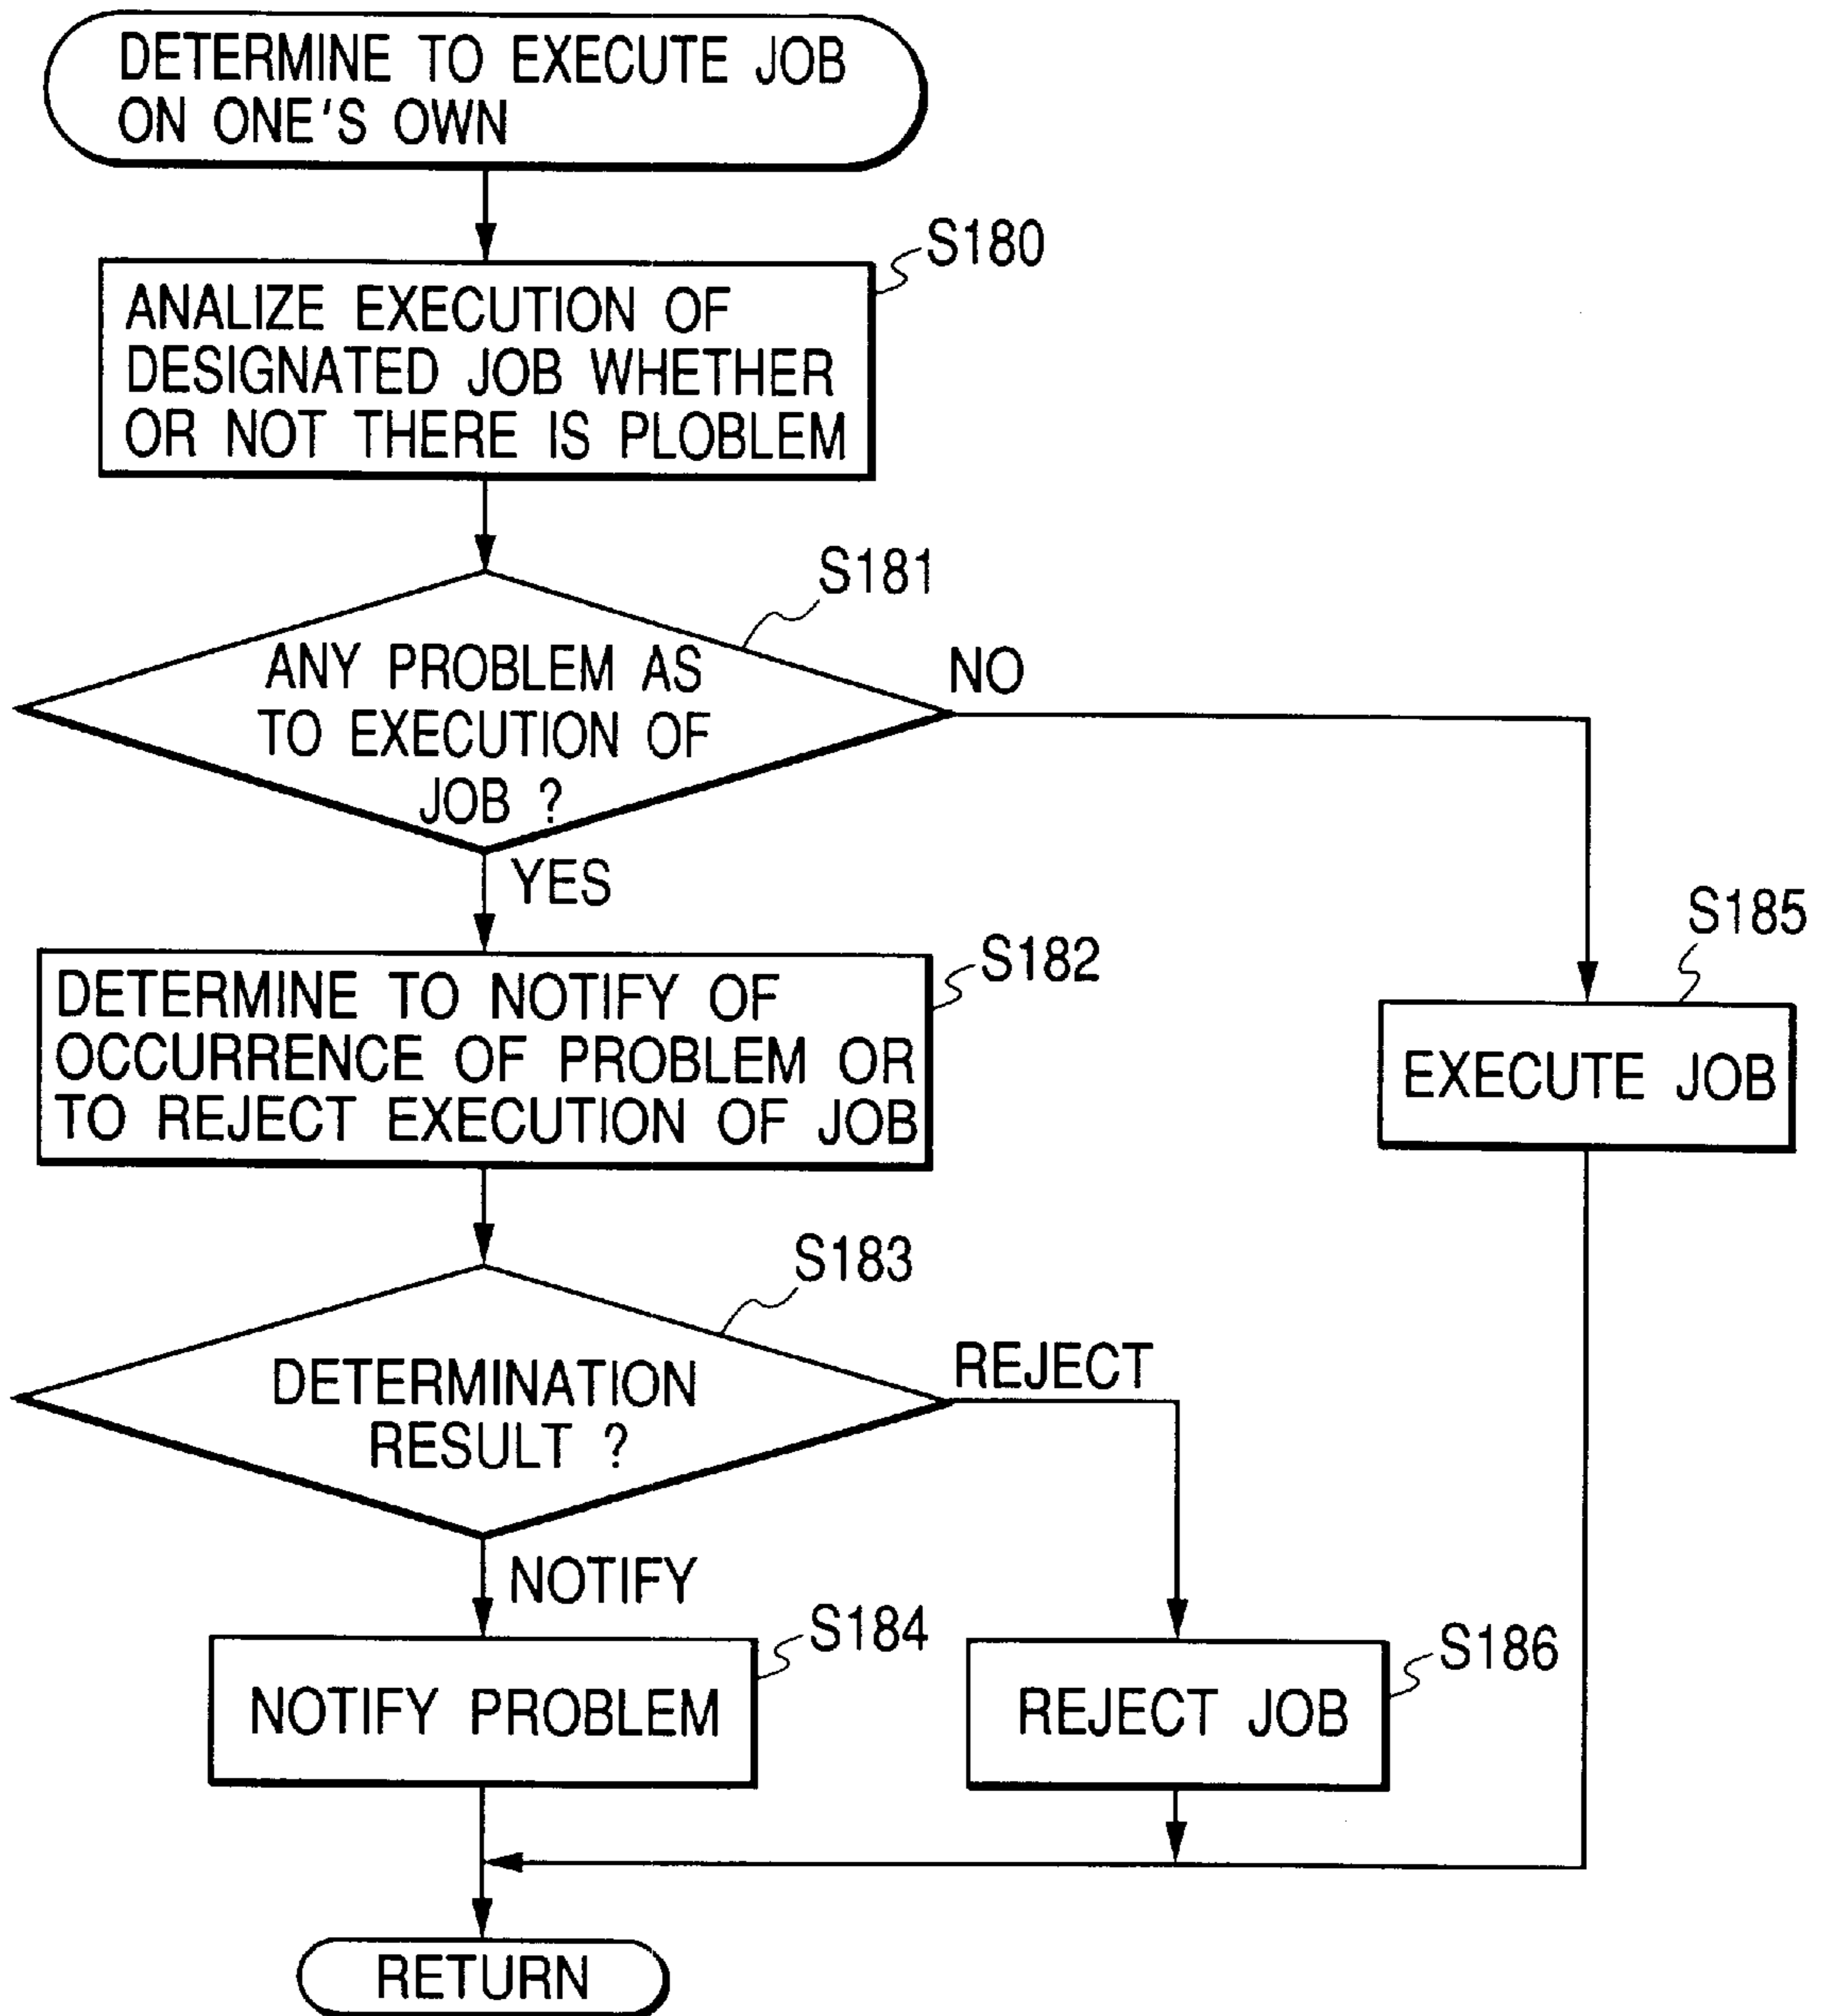 DETERMINE TO EXECUTE JOB
ON ONE'S OWN
S180
ANALIZE EXECUTION OF
DESIGNATED JOB WHETHER
OR NOT THERE IS PLOBLEM
S181
ANY PROBLEM AS
TO EXECUTION OF
JOB ?
NO
YES
S182
DETERMINE TO NOTIFY OF
OCCURRENCE OF PROBLEM OR
TO REJECT EXECUTION OF JOB
S185
EXECUTE JOB
S183
DETERMINATION
RESULT ?
REJECT
NOTIFY
S184
NOTIFY PROBLEM
S186
REJECT JOB
RETURN